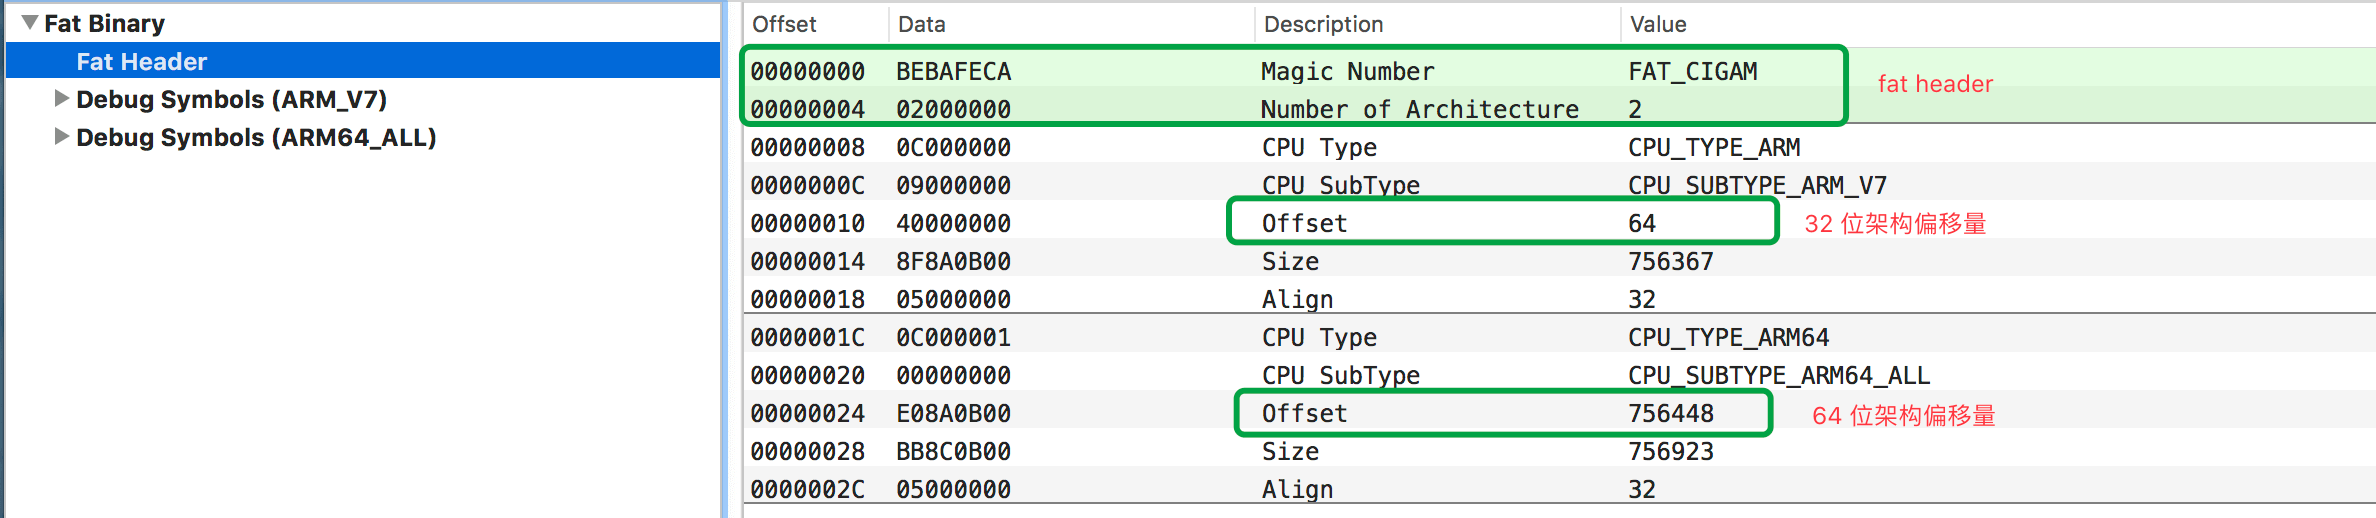 Fat Binary
Fat Header
Debug Symbols (ARM_V7)
Debug Symbols (ARM64_ALL)
Offset Data Description Value
00000000 BEBAFECA Magic Number FAT_CIGAM
fat header
00000004 02000000 Number of Architecture 2
00000008 0C000000 CPU Type CPU_TYPE_ARM
0000000C 09000000 CPU SubType CPU_SUBTYPE_ARM_V7
00000010 40000000 Offset 64 32 位架构偏移量
00000014 8F8A0B00 Size 756367
00000018 05000000 Align 32
0000001C 0C000001 CPU Type CPU_TYPE_ARM64
00000020 00000000 CPU SubType CPU_SUBTYPE_ARM64_ALL
00000024 E08A0B00 Offset 756448 64 位架构偏移量
00000028 BB8C0B00 Size 756923
0000002C 05000000 Align 32